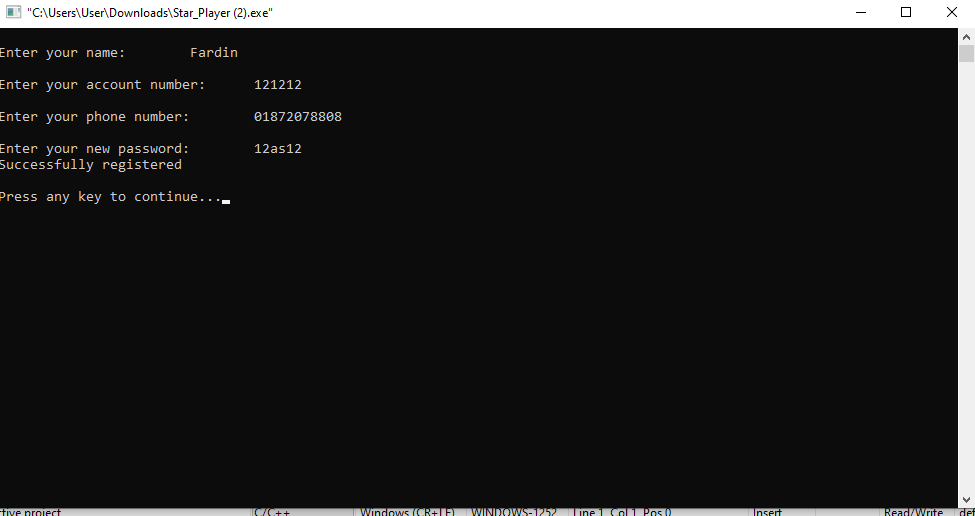 "C:\Users\User\Downloads\Star_Player (2).exe"
Enter your name: Fardin
Enter your account number: 121212
Enter your phone number: 01872078808
Enter your new password: 12as12
Successfully registered
Press any key to continue...
ctive project C/C++ Windows (CR+LF) WINDOWS-1252 Line 1, Col 1, Pos 0 Insert Read/Write def